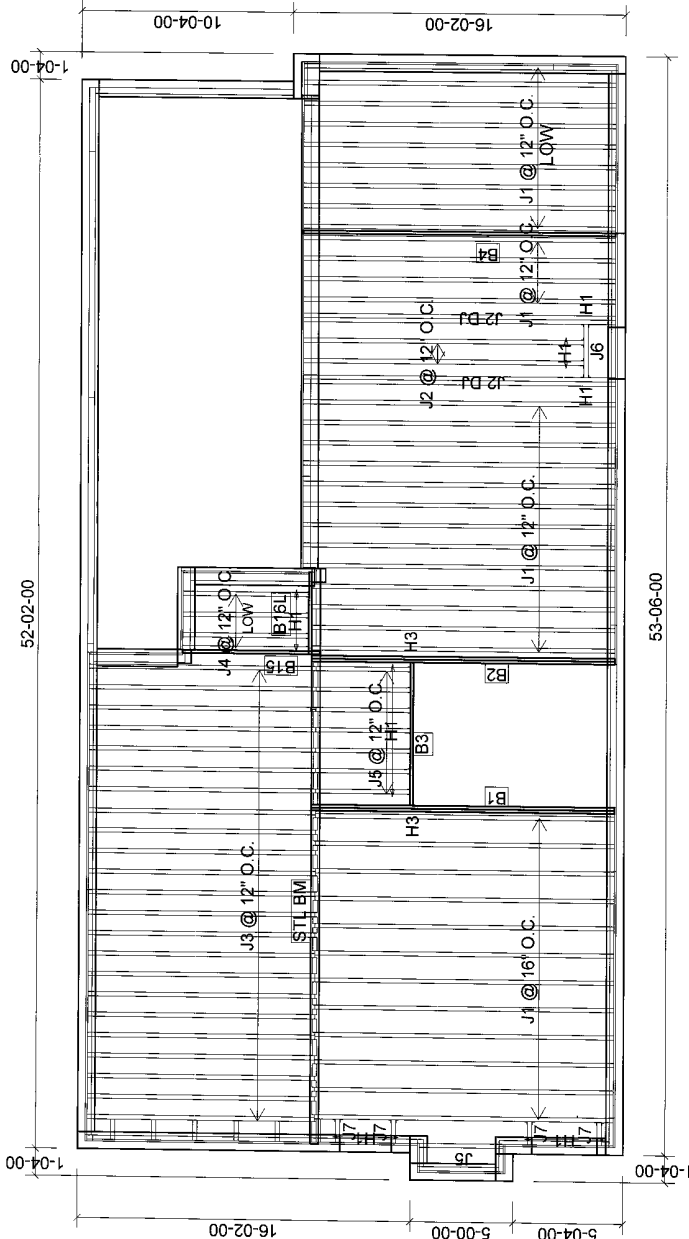 10-04-00
16-02-00
1-04-00
52-02-00
53-06-00
J1 @ 12" O.C.
LOW
J1 @ 12" O.C.
B4
J2 DJ
J2 @ 12" O.C.
J2 DJ
H1
H1
J6
H1
J1 @ 12" O.C.
J4 @ 12" O.C.
LOW
B16L
H1
B15
H3
B2
J5 @ 12" O.C.
H1
B3
B1
H3
J3 @ 12" O.C.
STL BM
J1 @ 16" O.C.
J7
H1
J7
J5
J7
H1
J7
1-04-00
1-04-00
16-02-00
5-00-00
5-04-00